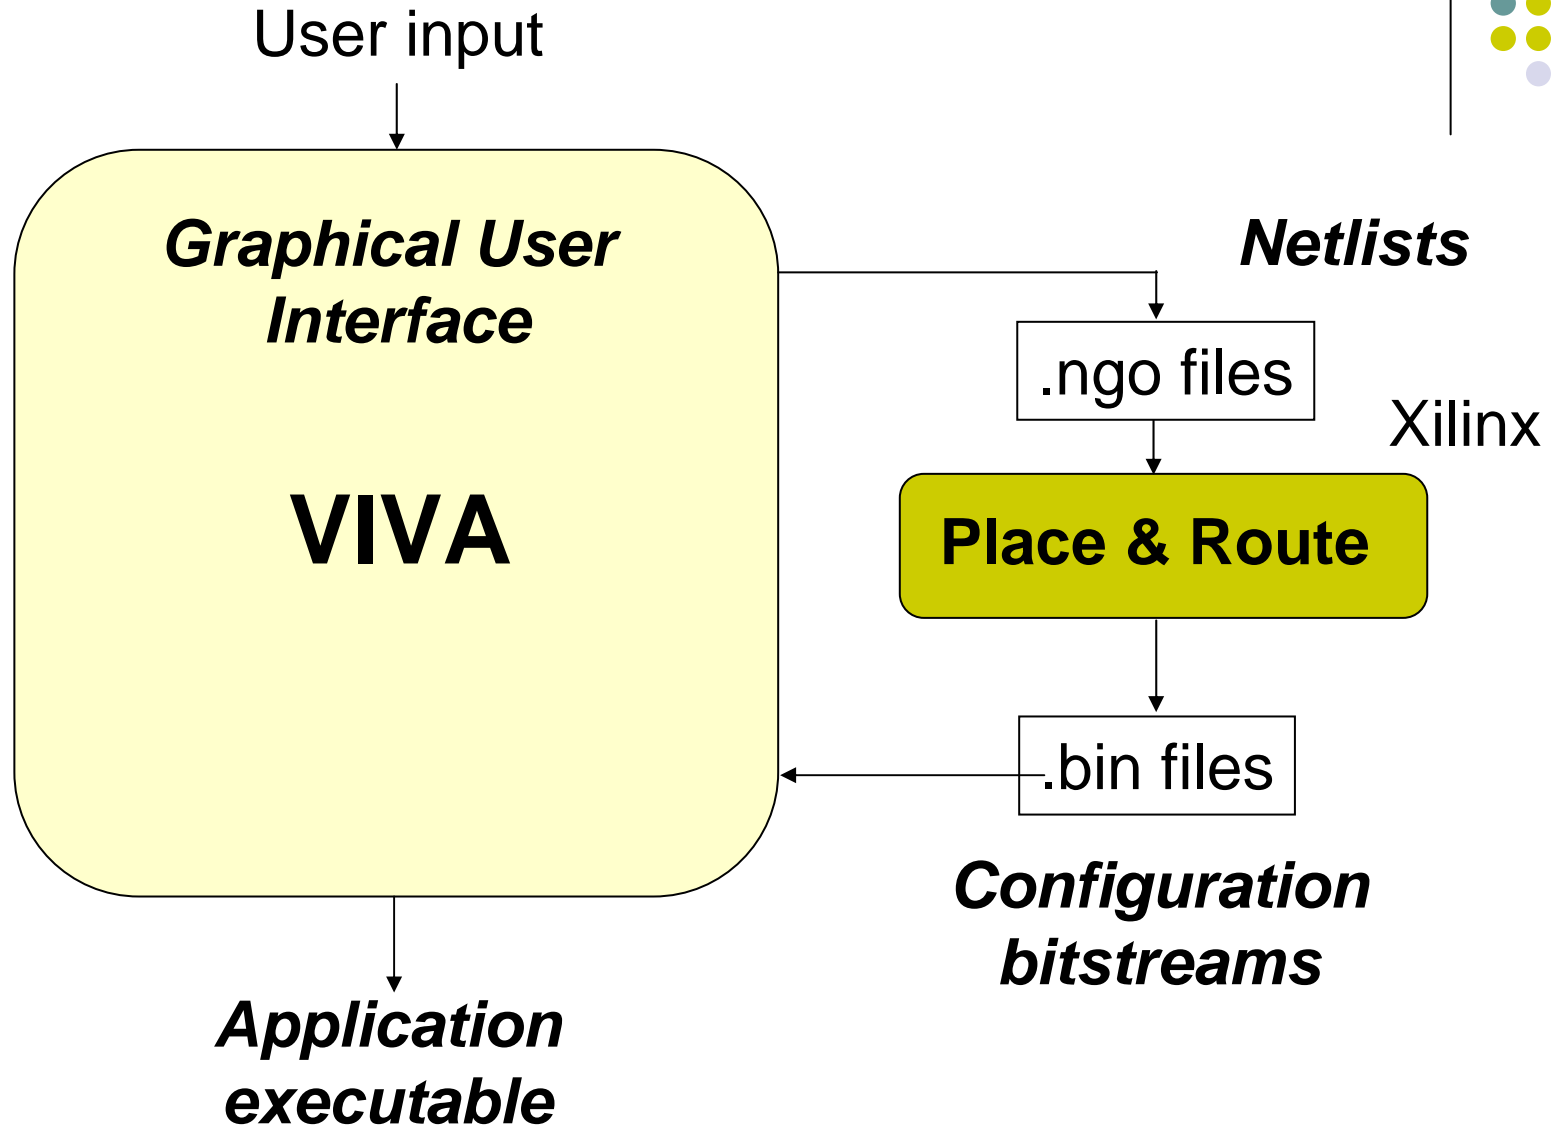 User input
Graphical User
Interface
VIVA
Netlists
.ngo files
Xilinx
Place & Route
.bin files
Configuration
bitstreams
Application
executable